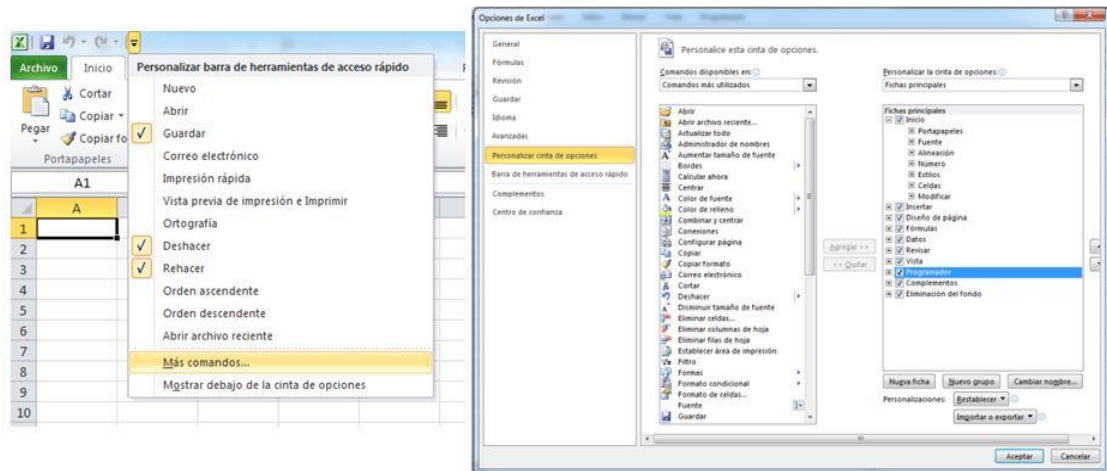 Archivo Inicio
Cortar
Copiar
Pegar
Copiar fo
Portapapeles
A1
A
1
2
3
4
5
6
7
8
9
10
Personalizar barra de herramientas de acceso rápido
Nuevo
Abrir
Guardar
Correo electrónico
Impresión rápida
Vista previa de impresión e Imprimir
Ortografía
Deshacer
Rehacer
Orden ascendente
Orden descendente
Abrir archivo reciente
Más comandos...
Mostrar debajo de la cinta de opciones
Opciones de Excel
General
Fórmulas
Revisión
Guardar
Idioma
Avanzadas
Personalizar cinta de opciones
Barra de herramientas de acceso rápido
Complementos
Centro de confianza
Personalice esta cinta de opciones.
Comandos disponibles en:
Comandos más utilizados
Abrir
Abrir archivo reciente...
Actualizar todo
Administrador de nombres
Aumentar tamaño de fuente
Bordes
Calcular ahora
Centrar
Color de fuente
Color de relleno
Combinar y centrar
Conexiones
Configurar página
Copiar
Copiar formato
Correo electrónico
Cortar
Deshacer
Disminuir tamaño de fuente
Eliminar celdas...
Eliminar columnas de hoja
Eliminar filas de hoja
Establecer área de impresión
Filtro
Formas
Formato condicional
Formato de celdas...
Fuente
Guardar
Agregar >>
<< Quitar
Personalizar la cinta de opciones:
Fichas principales
Fichas principales
Inicio
Portapapeles
Fuente
Alineación
Número
Estilos
Celdas
Modificar
Insertar
Diseño de página
Fórmulas
Datos
Revisar
Vista
Programador
Complementos
Eliminación del fondo
Nueva ficha Nuevo grupo Cambiar nombre...
Personalizaciones: Restablecer
Importar o exportar
Aceptar Cancelar